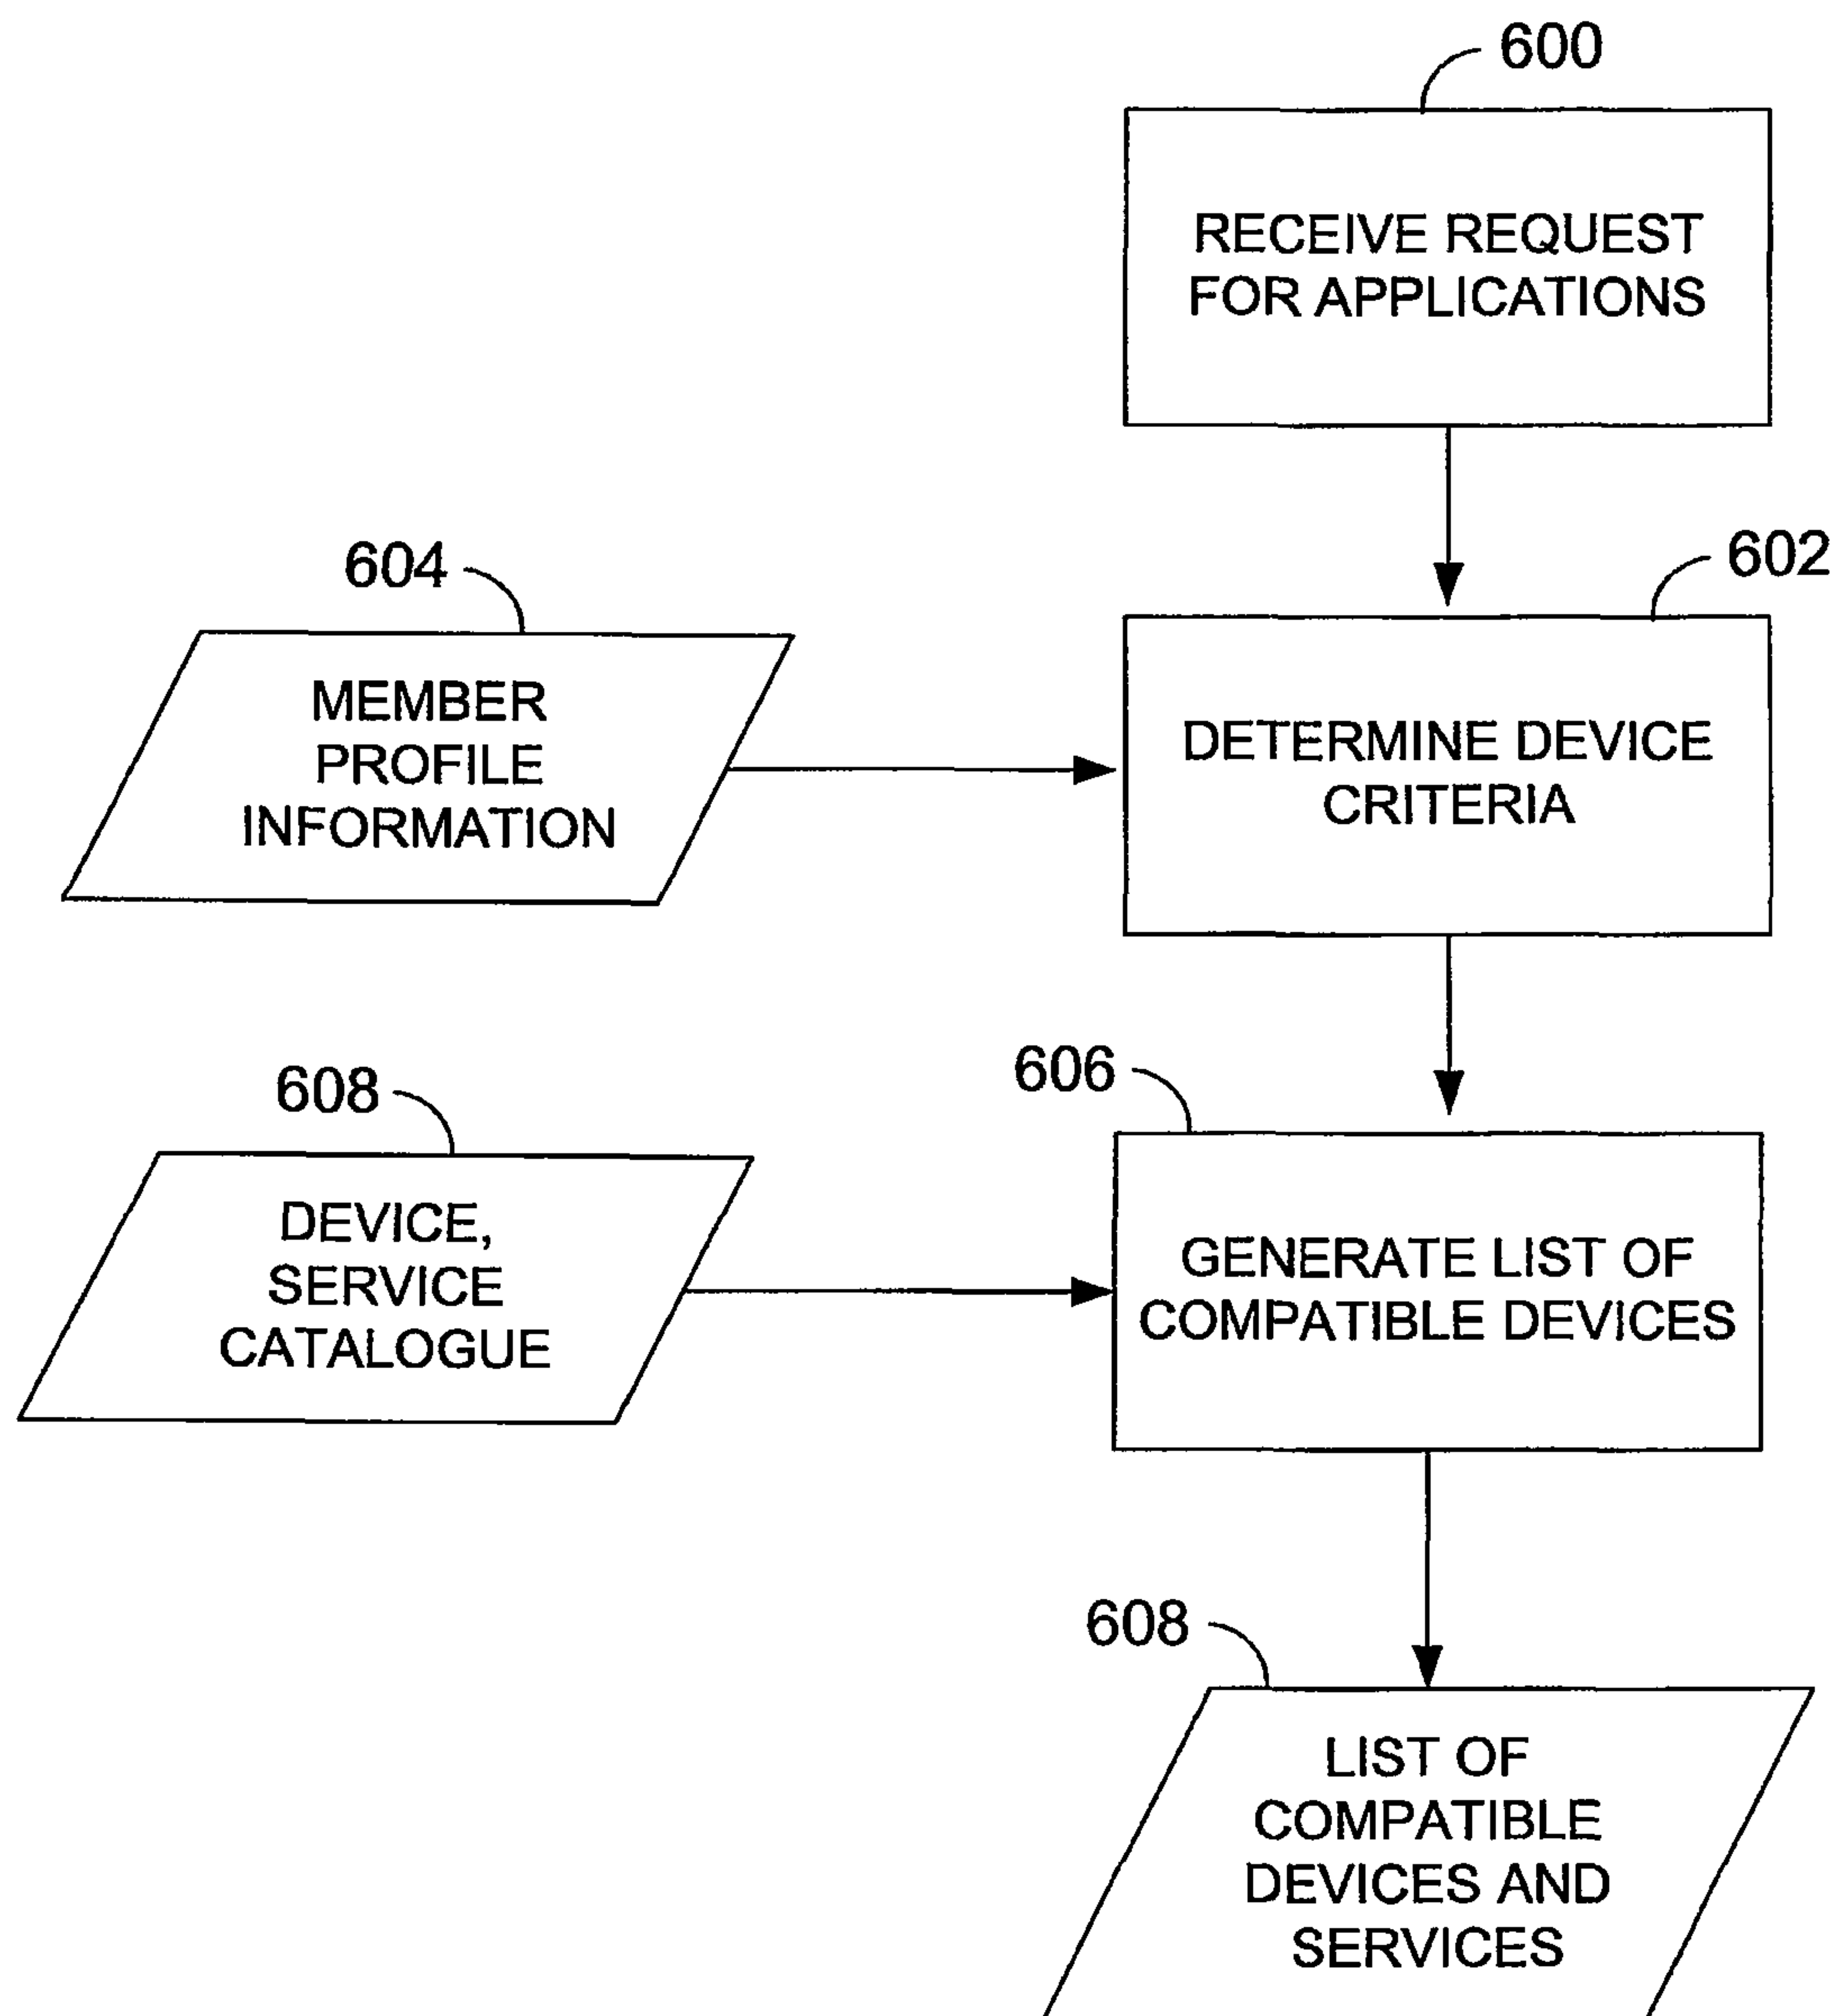 600
RECEIVE REQUEST
FOR APPLICATIONS
604
602
MEMBER
PROFILE
INFORMATION
DETERMINE DEVICE
CRITERIA
608
606
DEVICE,
SERVICE
CATALOGUE
GENERATE LIST OF
COMPATIBLE DEVICES
608
LIST OF
COMPATIBLE
DEVICES AND
SERVICES